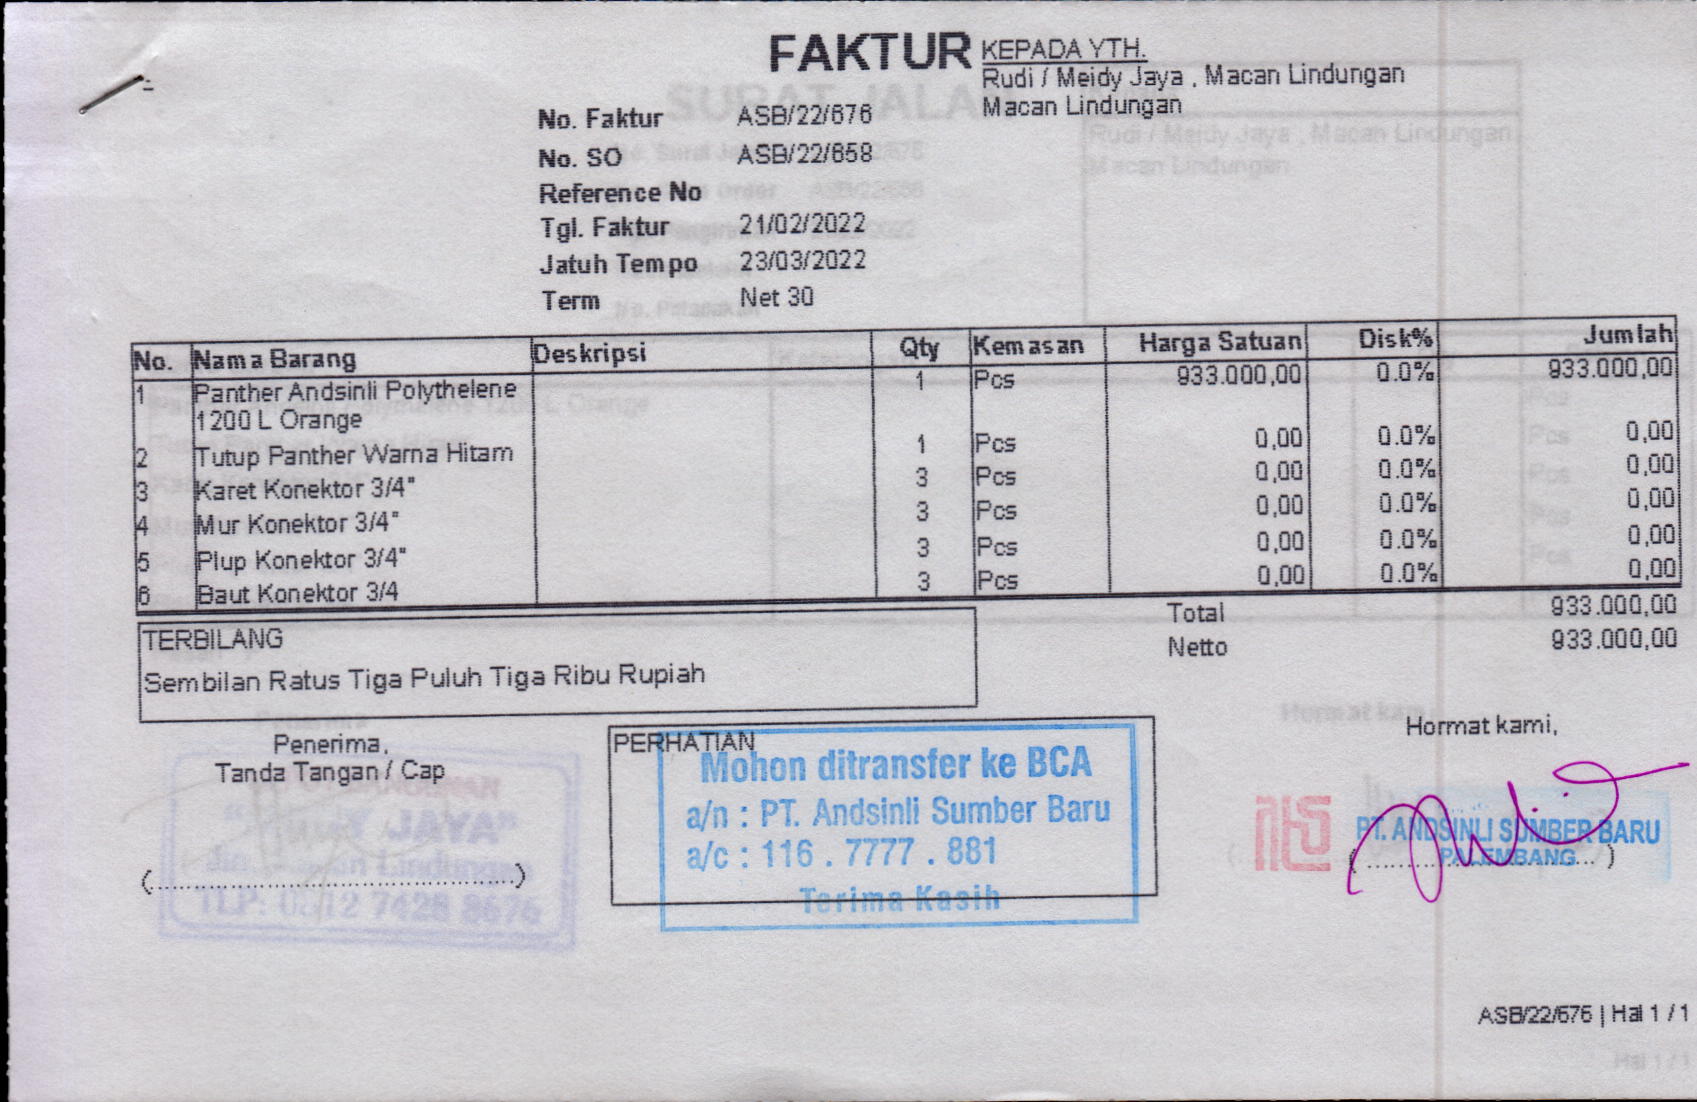 FAKTUR
KEPADA YTH.
Rudi / Meidy Jaya , Macan Lindungan
Macan Lindungan
No. Faktur ASB/22/676
No. SO ASB/22/658
Reference No
Tgl. Faktur 21/02/2022
Jatuh Tempo 23/03/2022
Term Net 30
No. Nama Barang Deskripsi Qty Kemasan Harga Satuan Disk% Jumlah
1 Panther Andsinli Polythelene 1 Pcs 933.000,00 0.0% 933.000,00
1200 L Orange
2 Tutup Panther Warna Hitam 1 Pcs 0,00 0.0% 0,00
3 Karet Konektor 3/4" 3 Pcs 0,00 0.0% 0,00
4 Mur Konektor 3/4" 3 Pcs 0,00 0.0% 0,00
5 Plup Konektor 3/4" 3 Pcs 0,00 0.0% 0,00
6 Baut Konektor 3/4 3 Pcs 0,00 0.0% 0,00
Total 933.000,00
Netto 933.000,00
TERBILANG
Sembilan Ratus Tiga Puluh Tiga Ribu Rupiah
Penerima,
Tanda Tangan / Cap
JAYA"
Lindungan
TLP: 0812 7428 8676
PERHATIAN
Mohon ditransfer ke BCA
a/n : PT. Andsinli Sumber Baru
a/c : 116 . 7777 . 881
Terima Kasih
Hormat kami,
PT. ANDSINLI SUMBER BARU
PALEMBANG
ASB/22/676 | Hal 1 / 1